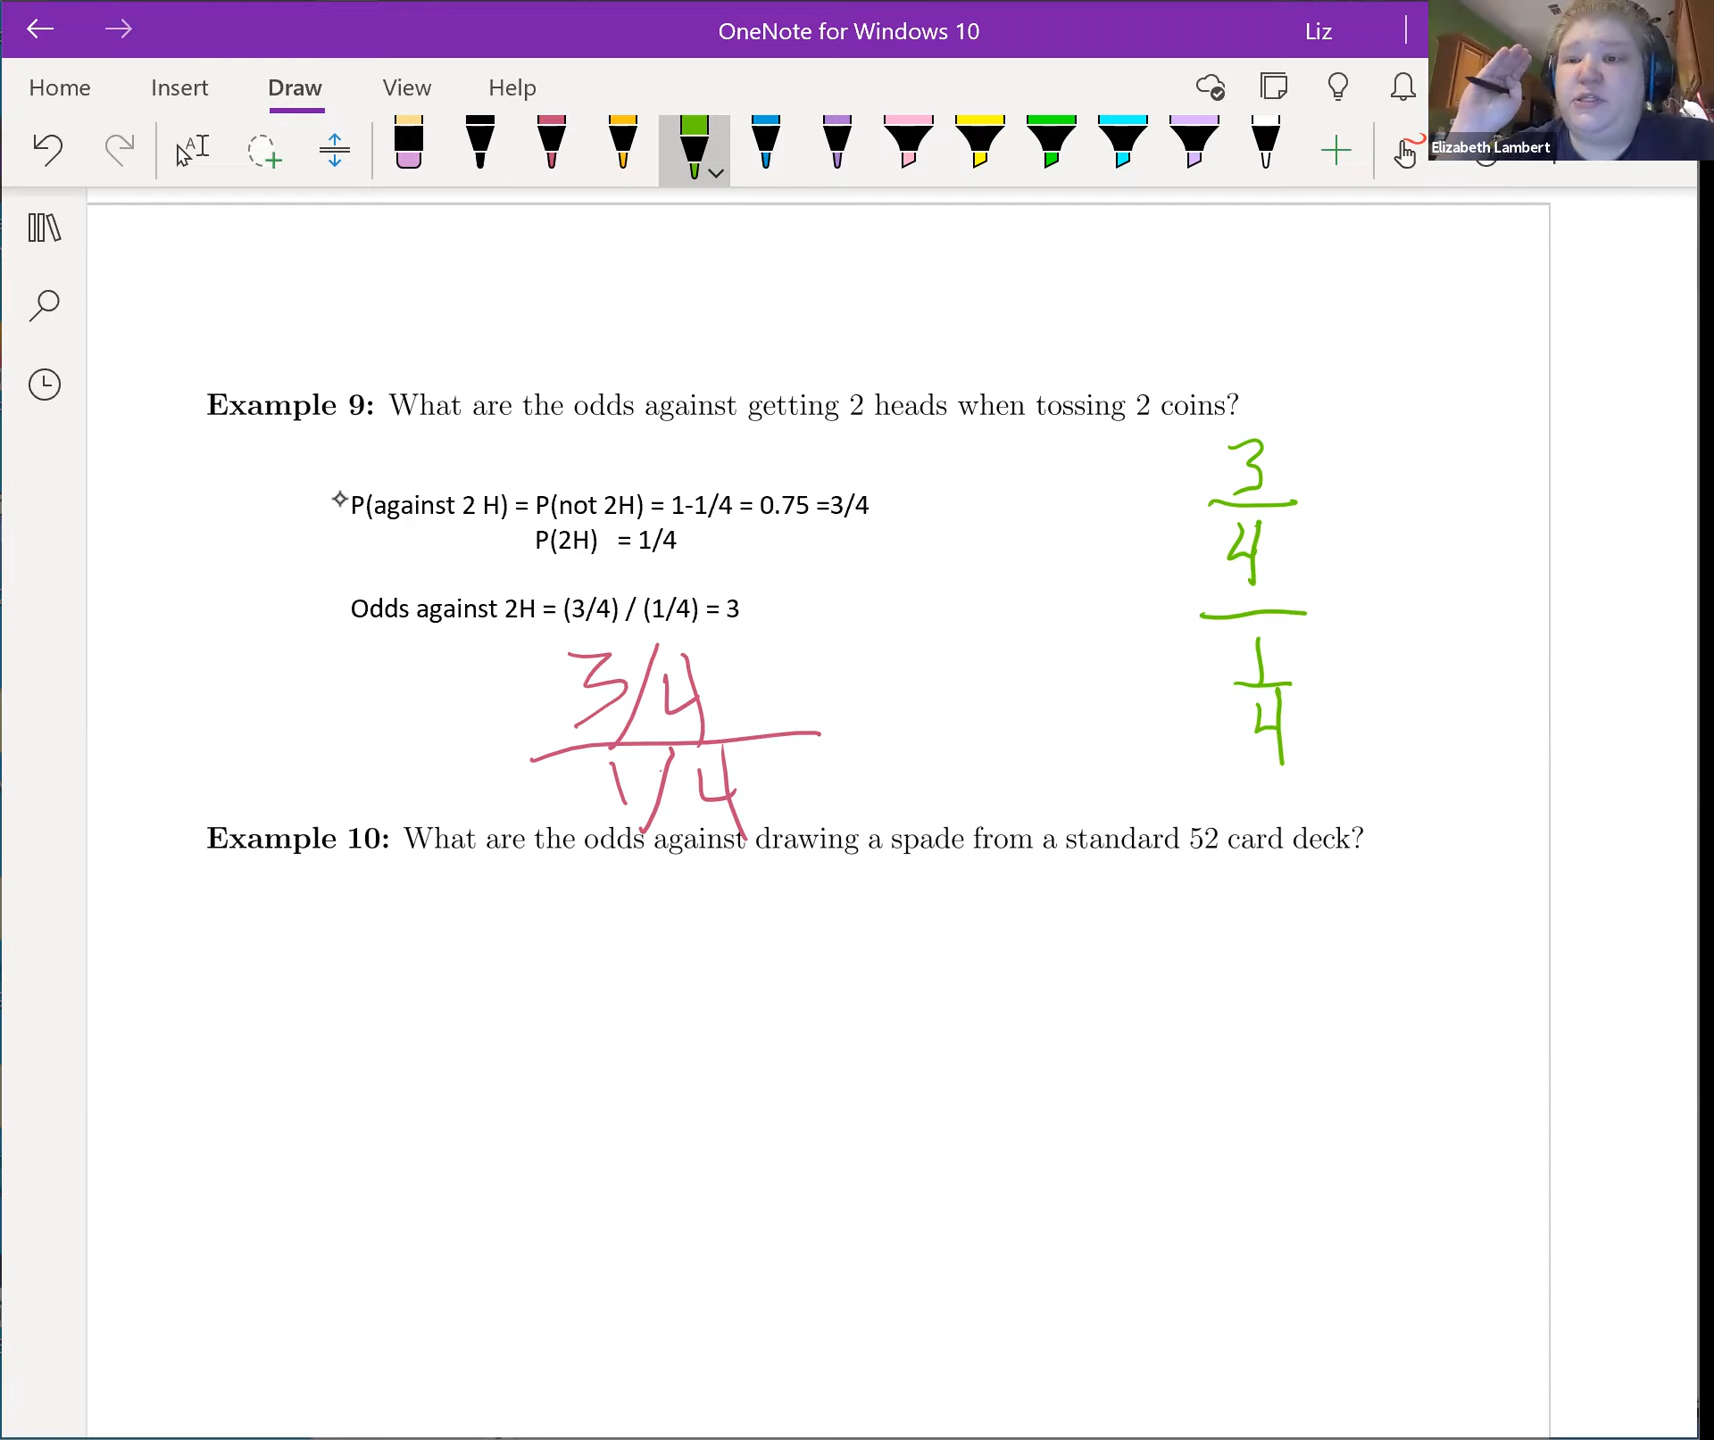 OneNote for Windows 10
Liz
Home Insert Draw View Help
Elizabeth Lambert
Example 9: What are the odds against getting 2 heads when tossing 2 coins?
P(against 2 H) = P(not 2H) = 1-1/4 = 0.75 =3/4
P(2H) = 1/4
Odds against 2H = (3/4) / (1/4) = 3
3/4
1/4
3
4
1
4
Example 10: What are the odds against drawing a spade from a standard 52 card deck?